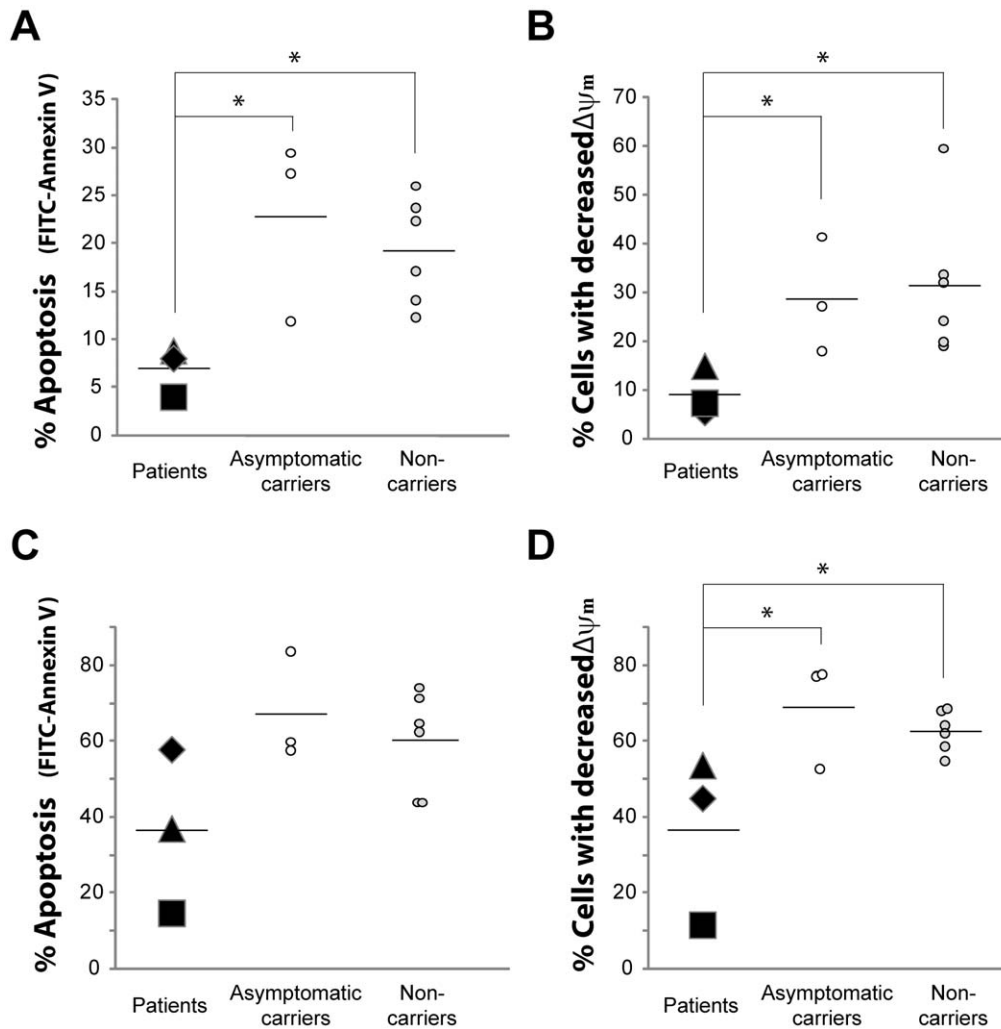 A
% Apoptosis (FITC-Annexin V)
35
30
25
20
15
10
5
0
*
*
Patients
Asymptomatic
carriers
Non-
carriers
B
% Cells with decreasedΔψm
70
60
50
40
30
20
10
0
*
*
Patients
Asymptomatic
carriers
Non-
carriers
C
% Apoptosis (FITC-Annexin V)
80
60
40
20
0
Patients
Asymptomatic
carriers
Non-
carriers
D
% Cells with decreasedΔψm
80
60
40
20
0
*
*
Patients
Asymptomatic
carriers
Non-
carriers